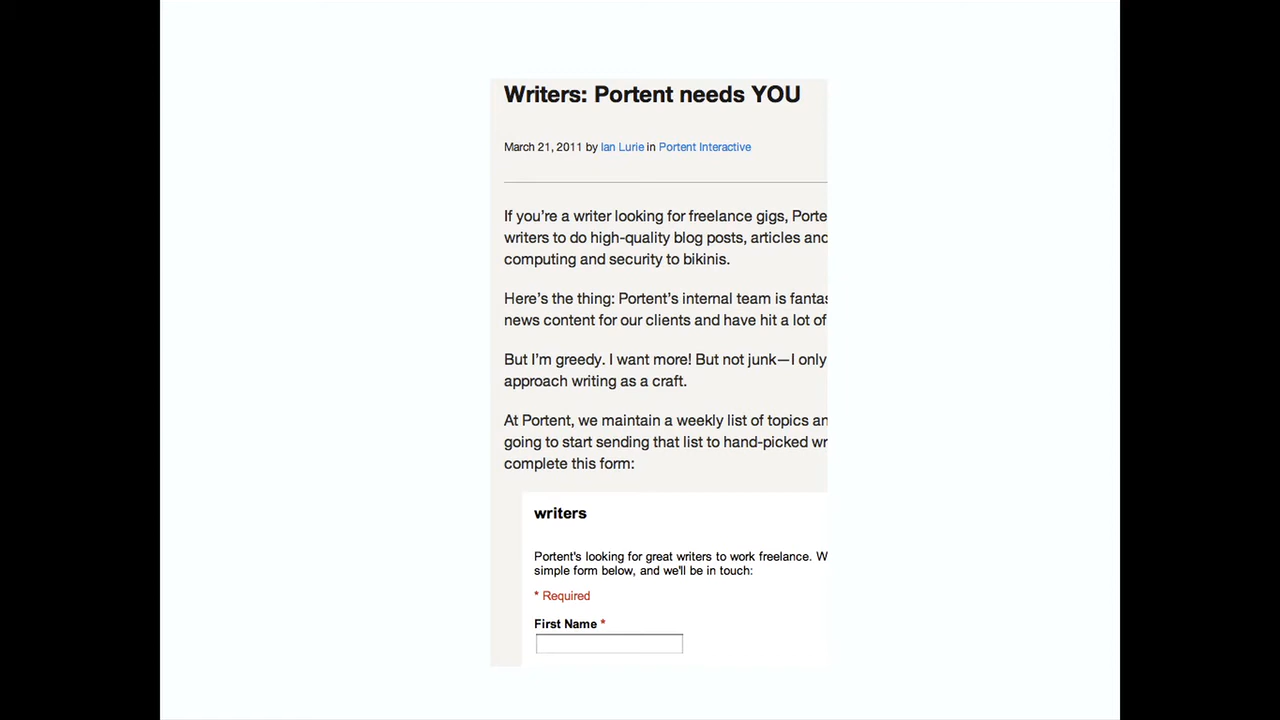 Writers: Portent needs YOU
March 21, 2011 by Ian Lurie in Portent Interactive
If you're a writer looking for freelance gigs, Porte
writers to do high-quality blog posts, articles and
computing and security to bikinis.
Here's the thing: Portent's internal team is fantas
news content for our clients and have hit a lot of
But I'm greedy. I want more! But not junk—I only
approach writing as a craft.
At Portent, we maintain a weekly list of topics an
going to start sending that list to hand-picked wr
complete this form:
writers
Portent's looking for great writers to work freelance. W
simple form below, and we'll be in touch:
* Required
First Name *